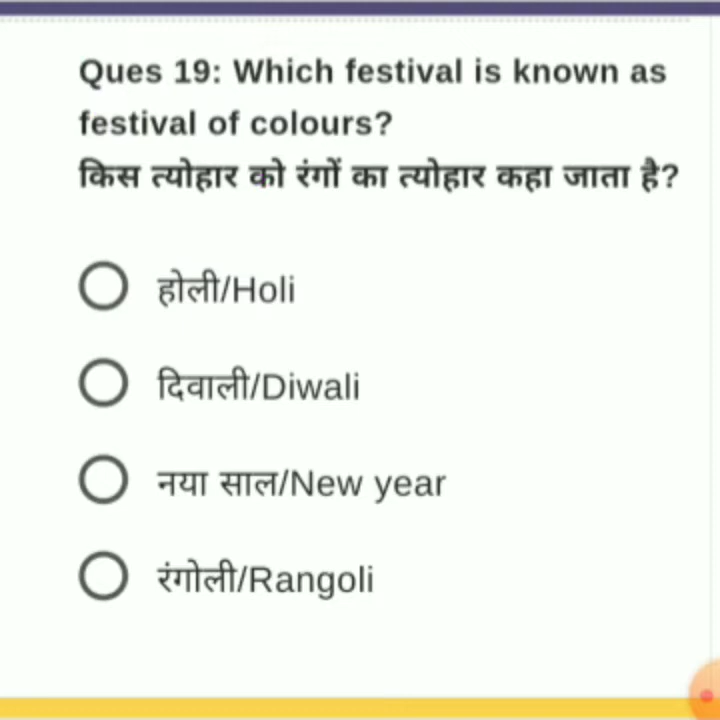 Ques 19: Which festival is known as
festival of colours?
किस त्योहार को रंगों का त्योहार कहा जाता है?
होली/Holi
दिवाली/Diwali
नया साल/New year
रंगोली/Rangoli